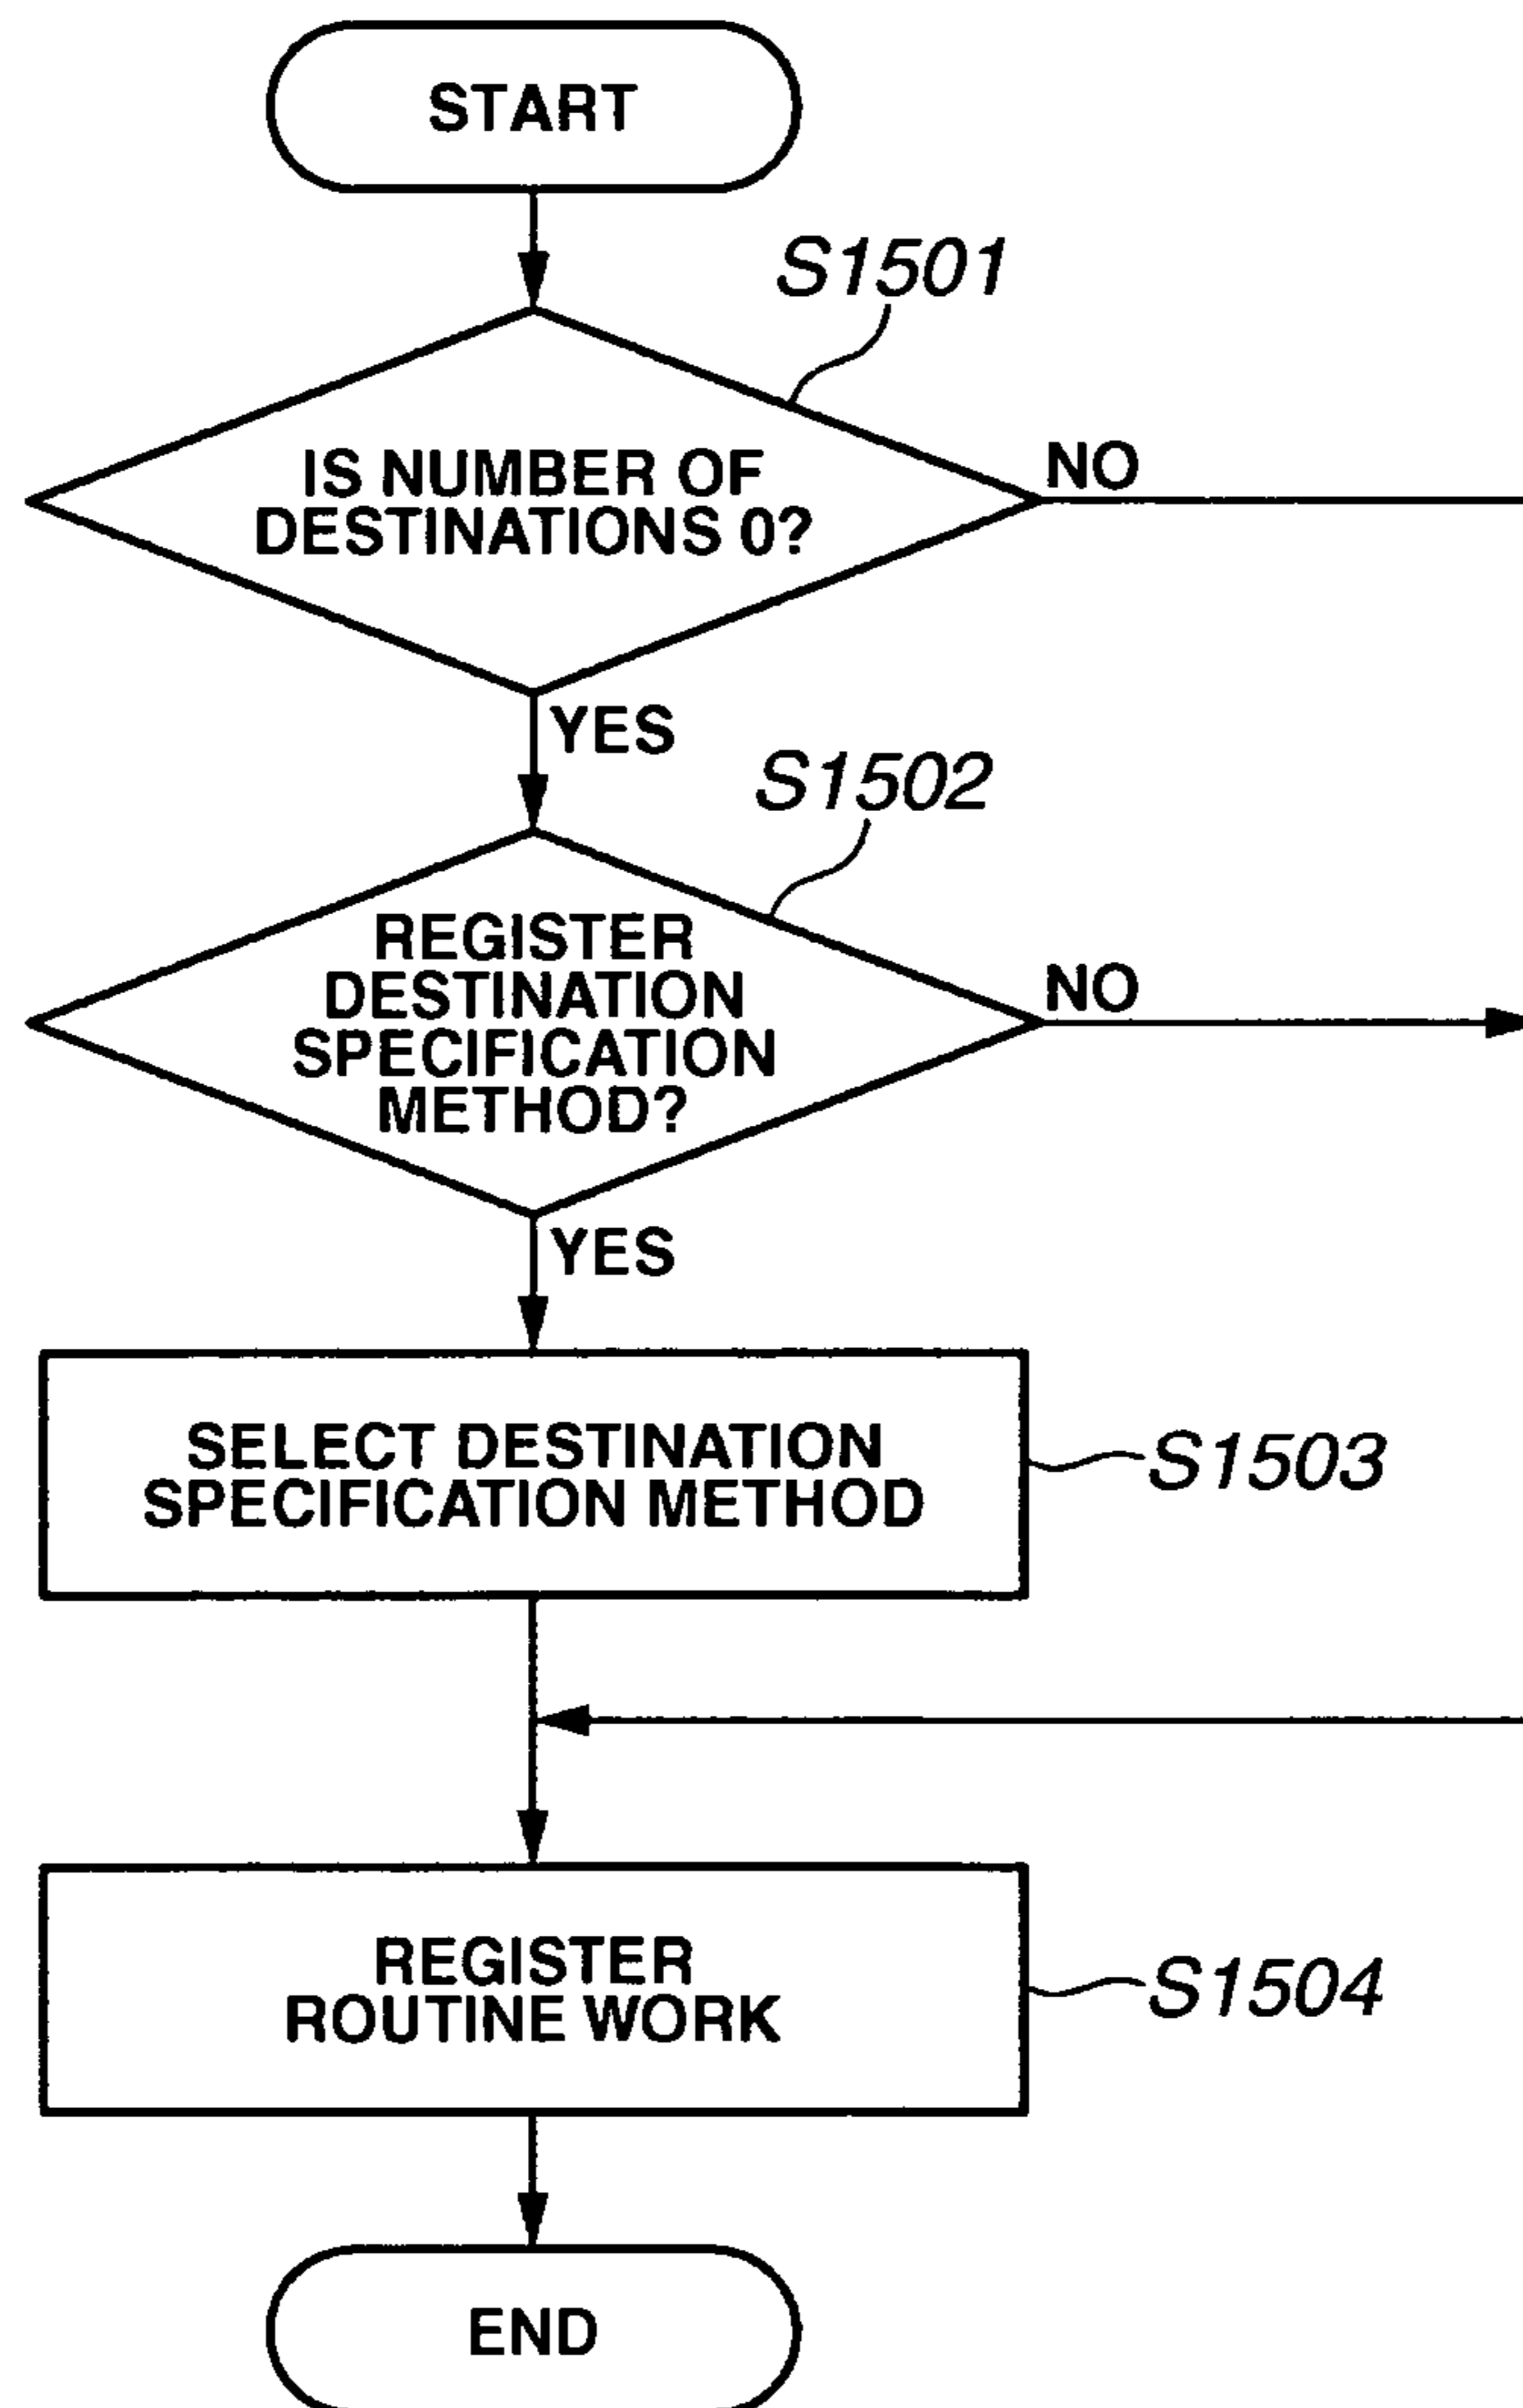 START
S1501
IS NUMBER OF
DESTINATIONS 0?
NO
YES
S1502
REGISTER
DESTINATION
SPECIFICATION
METHOD?
NO
YES
SELECT DESTINATION
SPECIFICATION METHOD
S1503
REGISTER
ROUTINE WORK
S1504
END